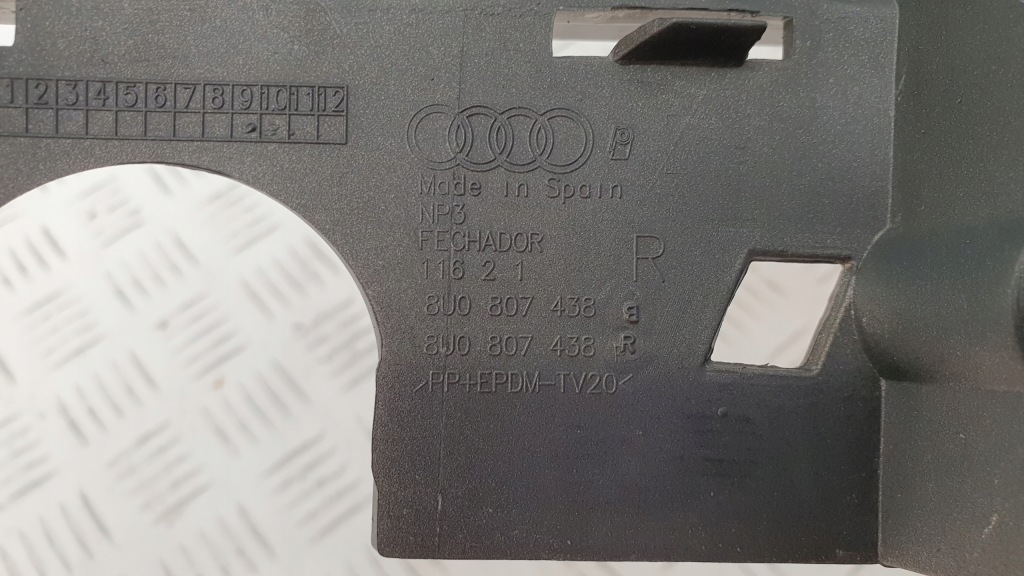 1 2 3 4 5 6 7 8 9 10 11 12
Made in Spain
NPI3
FECHADOR
116 2 1
R
8U0 807 438 B
8U0 807 438 R
>PP+EPDM-TV20<